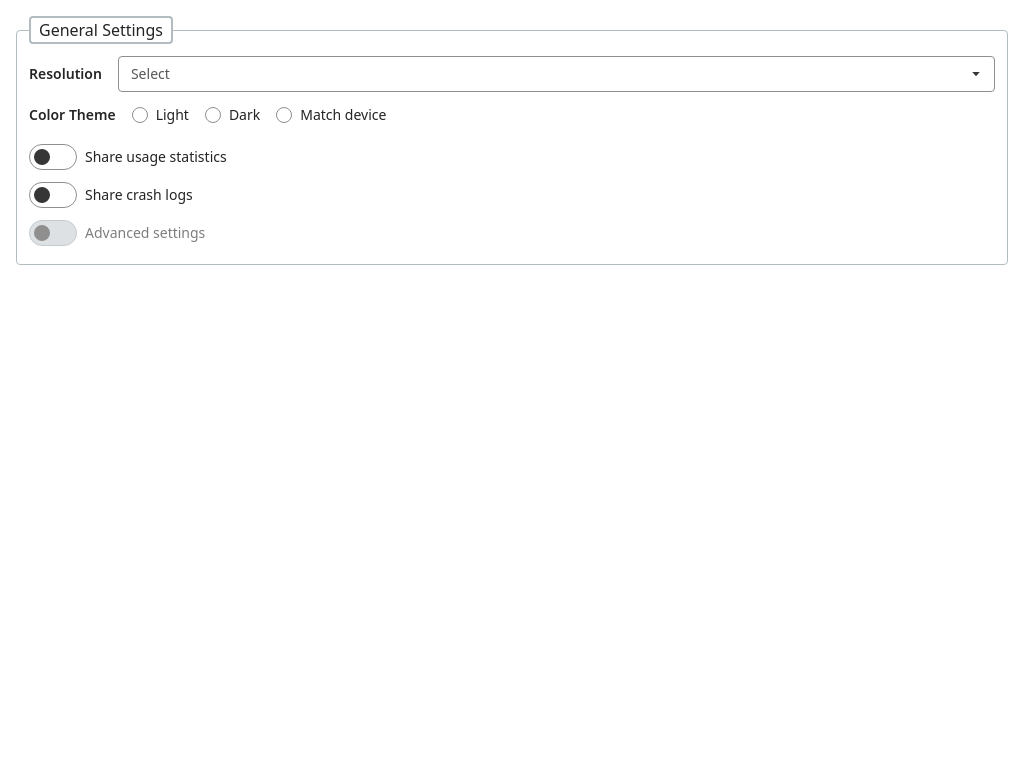 General Settings
Resolution Select
Color Theme Light Dark Match device
Share usage statistics
Share crash logs
Advanced settings